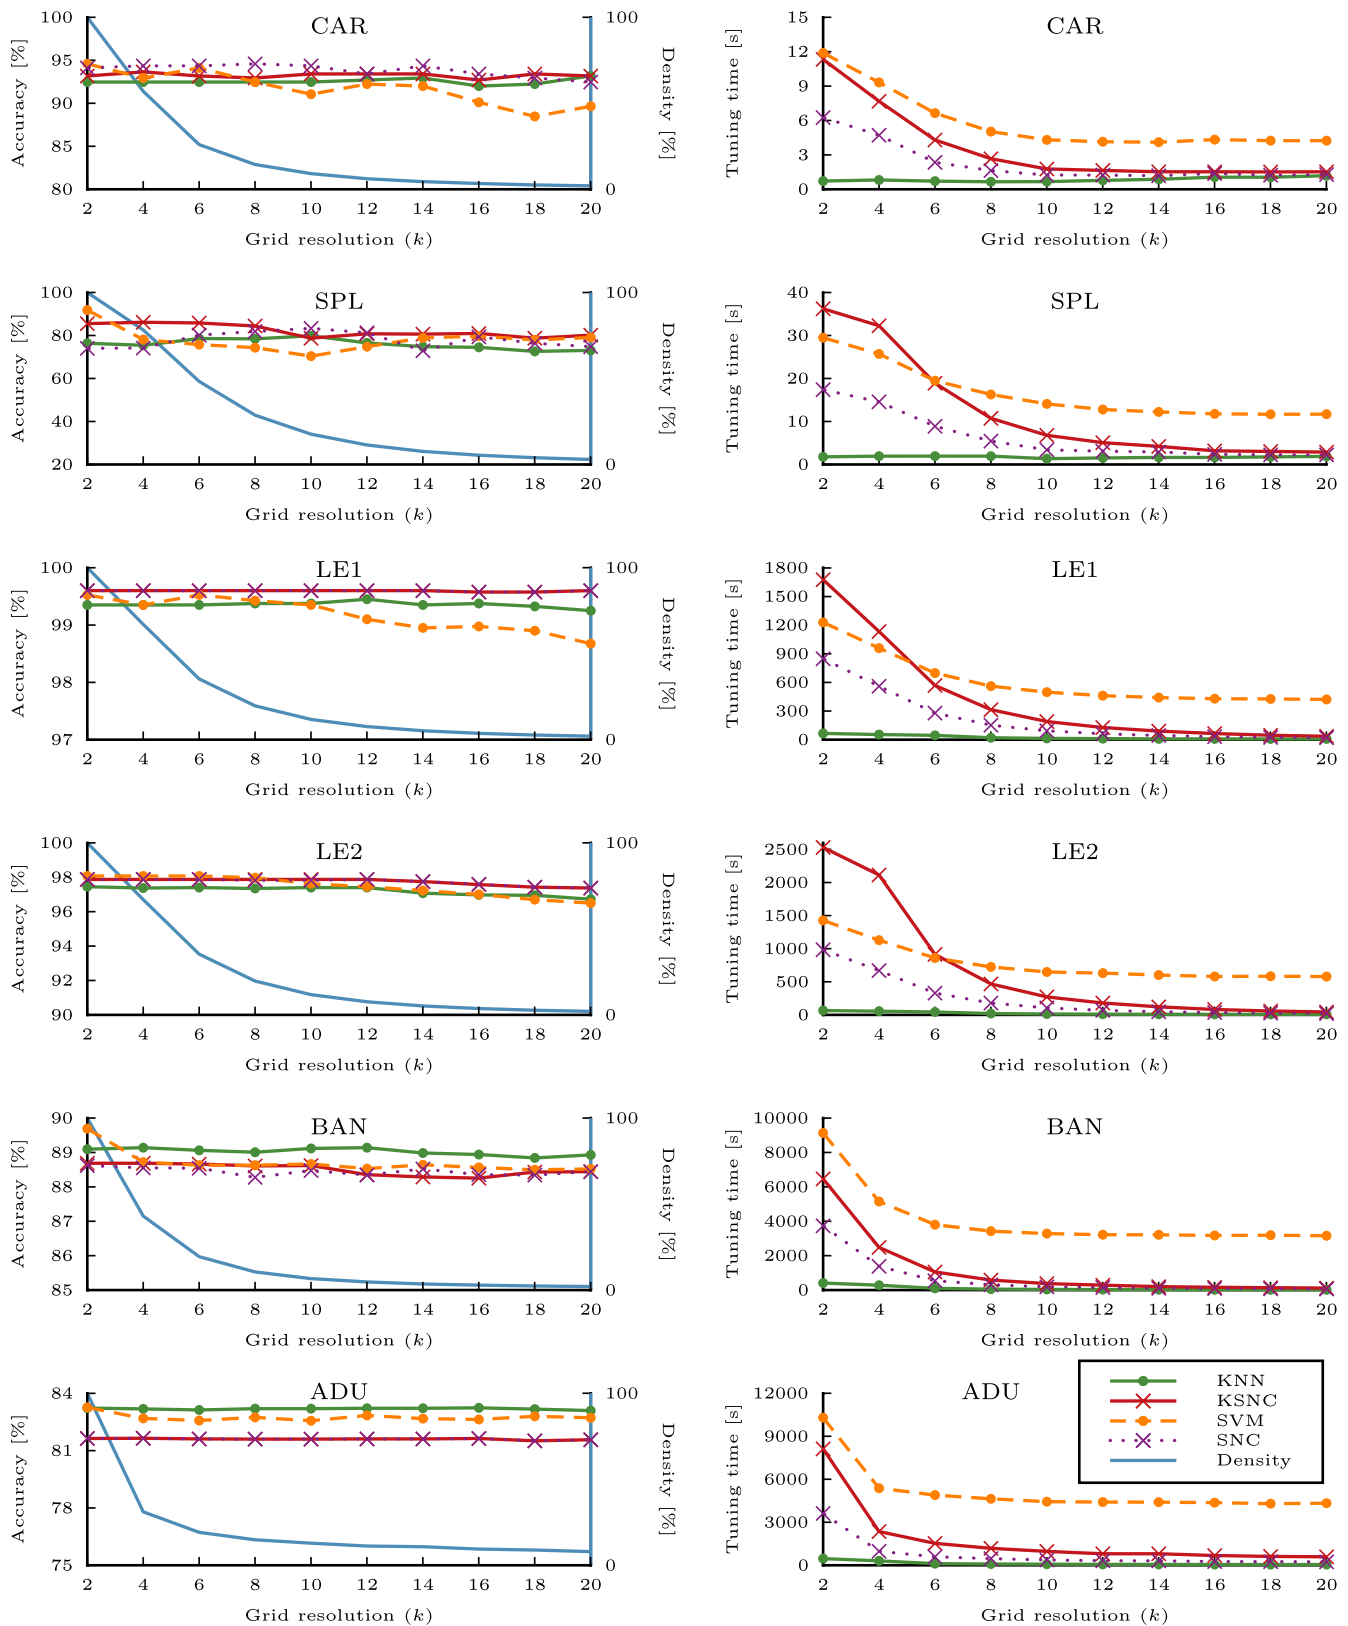 CAR
100
95
90
85
80
Accuracy [%]
100
0
Density [%]
2 4 6 8 10 12 14 16 18 20
Grid resolution (k)
CAR
15
12
9
6
3
0
Tuning time [s]
2 4 6 8 10 12 14 16 18 20
Grid resolution (k)
SPL
100
80
60
40
20
Accuracy [%]
100
0
Density [%]
2 4 6 8 10 12 14 16 18 20
Grid resolution (k)
SPL
40
30
20
10
0
Tuning time [s]
2 4 6 8 10 12 14 16 18 20
Grid resolution (k)
LE1
100
99
98
97
Accuracy [%]
100
0
Density [%]
2 4 6 8 10 12 14 16 18 20
Grid resolution (k)
LE1
1800
1500
1200
900
600
300
0
Tuning time [s]
2 4 6 8 10 12 14 16 18 20
Grid resolution (k)
LE2
100
98
96
94
92
90
Accuracy [%]
100
0
Density [%]
2 4 6 8 10 12 14 16 18 20
Grid resolution (k)
LE2
2500
2000
1500
1000
500
0
Tuning time [s]
2 4 6 8 10 12 14 16 18 20
Grid resolution (k)
BAN
90
89
88
87
86
85
Accuracy [%]
100
0
Density [%]
2 4 6 8 10 12 14 16 18 20
Grid resolution (k)
BAN
10000
8000
6000
4000
2000
0
Tuning time [s]
2 4 6 8 10 12 14 16 18 20
Grid resolution (k)
ADU
84
81
78
75
Accuracy [%]
100
0
Density [%]
2 4 6 8 10 12 14 16 18 20
Grid resolution (k)
ADU
12000
9000
6000
3000
0
Tuning time [s]
2 4 6 8 10 12 14 16 18 20
Grid resolution (k)
KNN
KSNC
SVM
SNC
Density